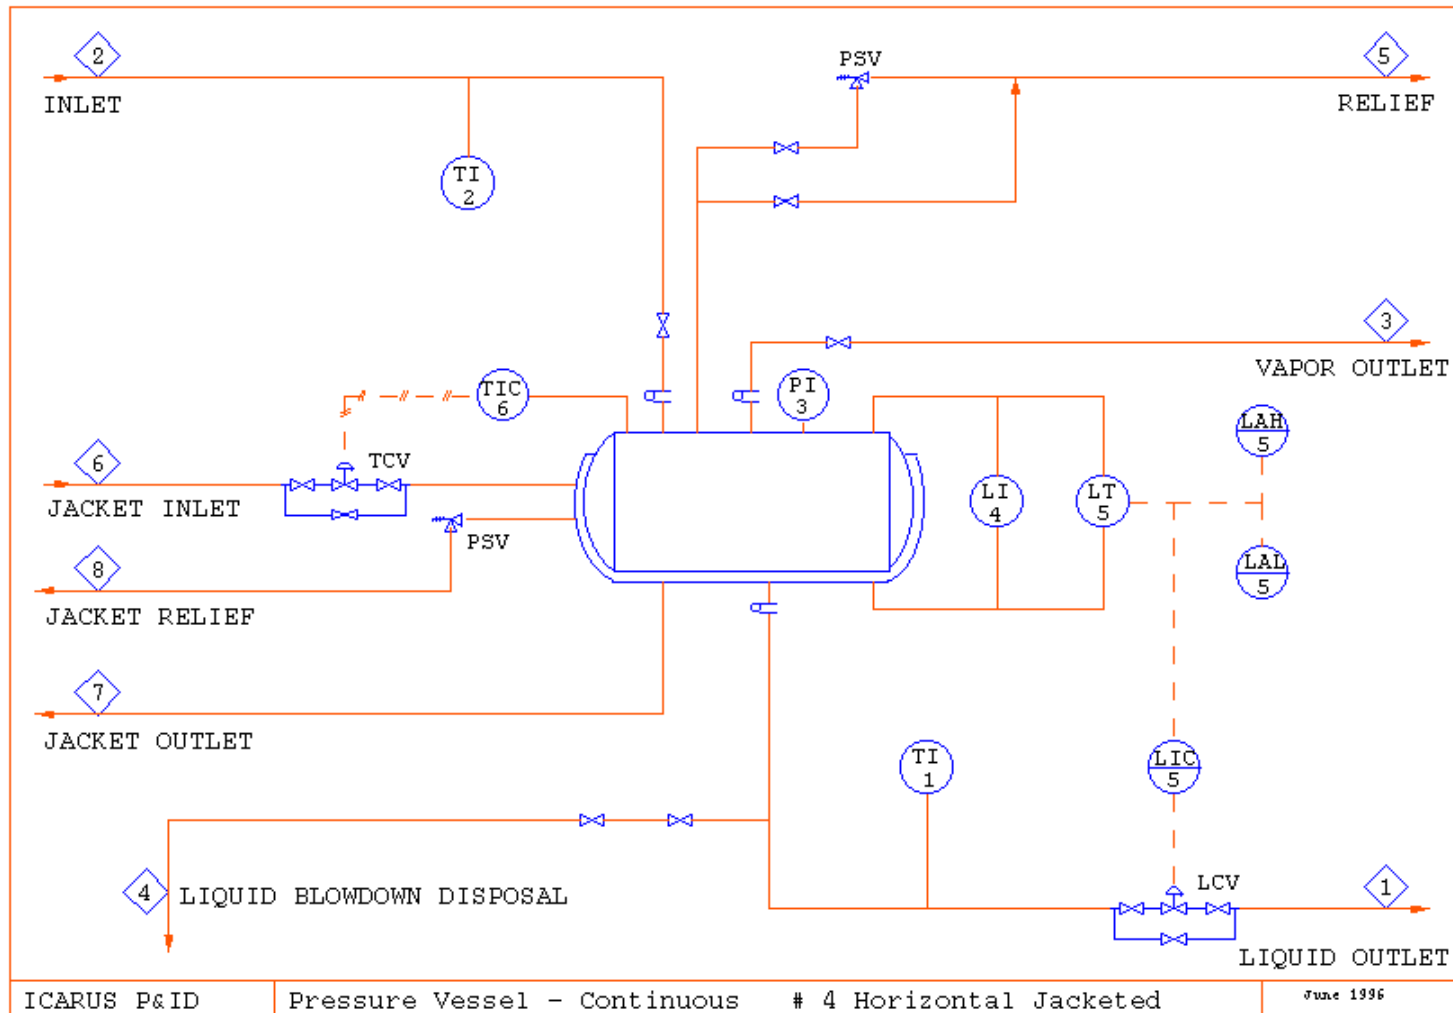 2
INLET
TI
2
PSV
5
RELIEF
3
VAPOR OUTLET
TIC
6
PI
3
LAH
5
6
JACKET INLET
TCV
PSV
LI
4
LT
5
LAL
5
8
JACKET RELIEF
7
JACKET OUTLET
TI
1
LIC
5
4
LIQUID BLOWDOWN DISPOSAL
LCV
1
LIQUID OUTLET
ICARUS P&ID
Pressure Vessel - Continuous # 4 Horizontal Jacketed
June 1996